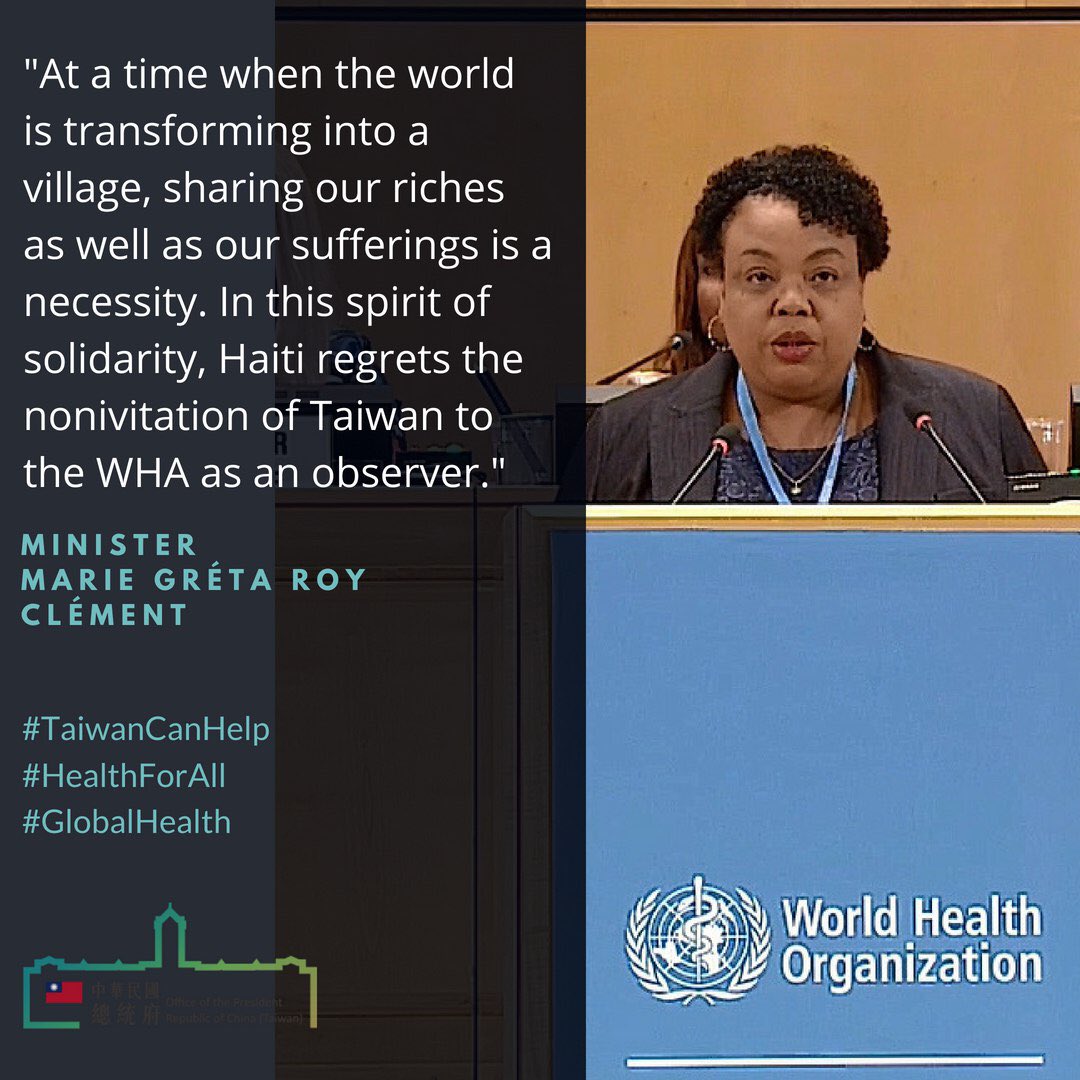 "At a time when the world
is transforming into a
village, sharing our riches
as well as our sufferings is a
necessity. In this spirit of
solidarity, Haiti regrets the
nonivitation of Taiwan to
the WHA as an observer."
MINISTER
MARIE GRÉTA ROY
CLÉMENT
#TaiwanCanHelp
#HealthForAll
#GlobalHealth
中華民國
總統府
Office of the President
Republic of China (Taiwan)
World Health
Organization